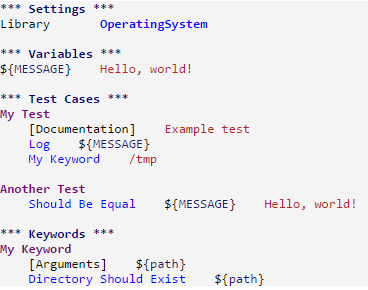 *** Settings ***
Library       OperatingSystem

*** Variables ***
${MESSAGE}    Hello, world!

*** Test Cases ***
My Test
    [Documentation]    Example test
    Log    ${MESSAGE}
    My Keyword    /tmp

Another Test
    Should Be Equal    ${MESSAGE}    Hello, world!

*** Keywords ***
My Keyword
    [Arguments]    ${path}
    Directory Should Exist    ${path}